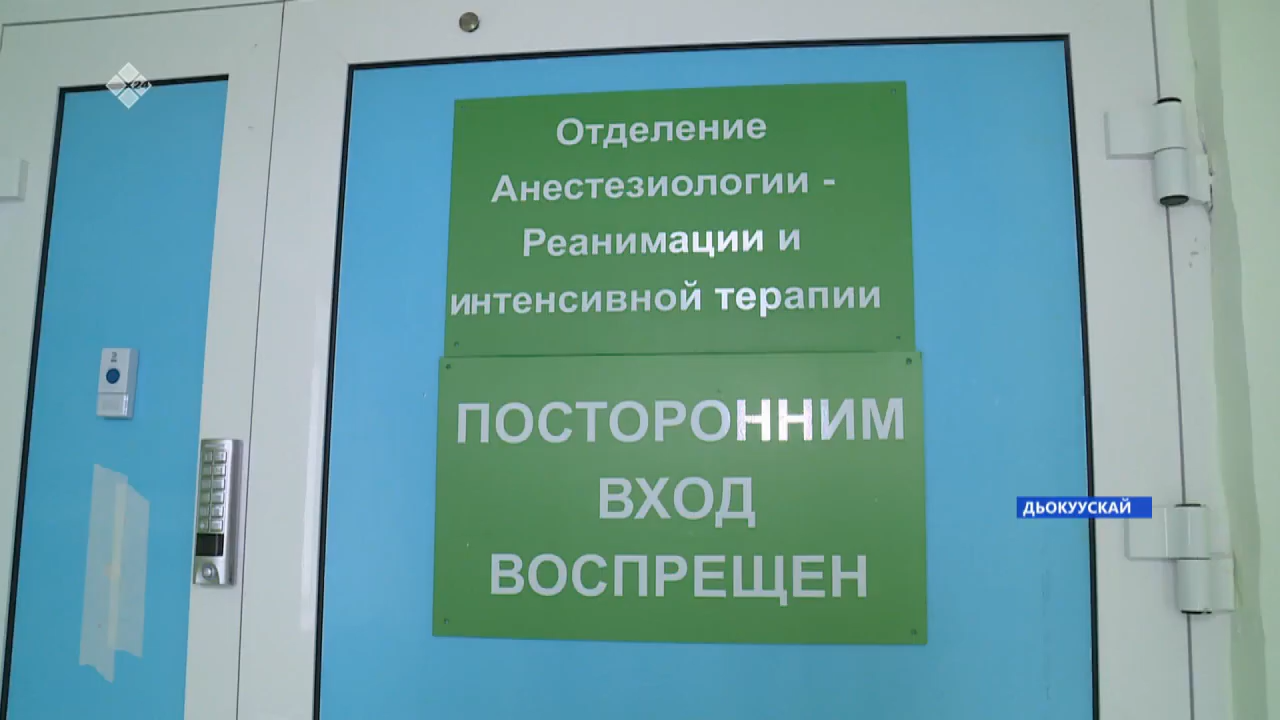 Отделение
Анестезиологии -
Реанимации и
интенсивной терапии
ПОСТОРОННИМ
ВХОД
ВОСПРЕЩЕН
ДЬОКУУСКАЙ